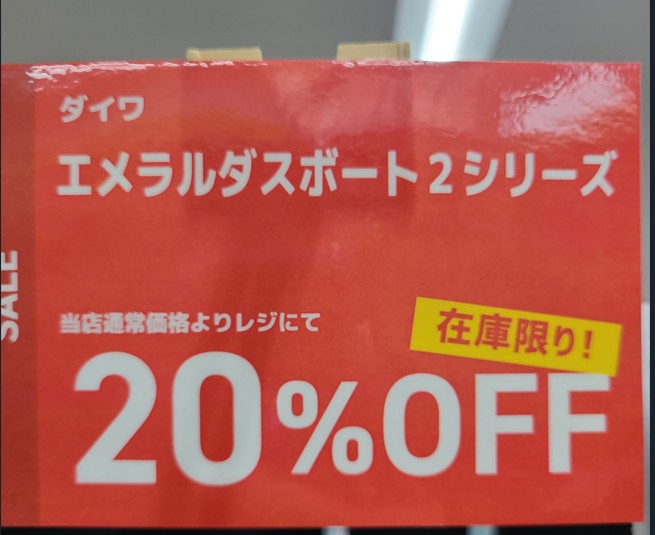 ダイワ
エメラルダスボート2シリーズ
SALE
当店通常価格よりレジにて
在庫限り!
20%OFF